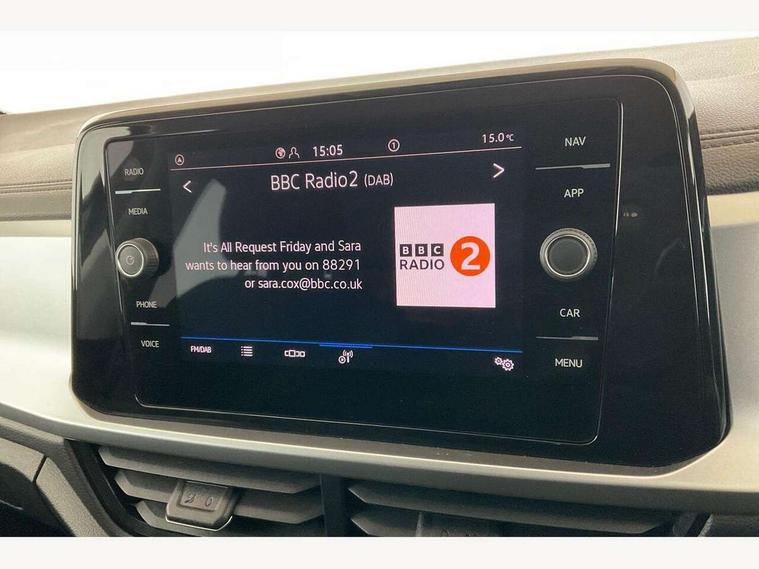 15:05
1
15.0°C
RADIO
MEDIA
PHONE
VOICE
BBC Radio2 (DAB)
It's All Request Friday and Sara
wants to hear from you on 88291
or sara.cox@bbc.co.uk
BBC
RADIO 2
FM/DAB
NAV
APP
CAR
MENU